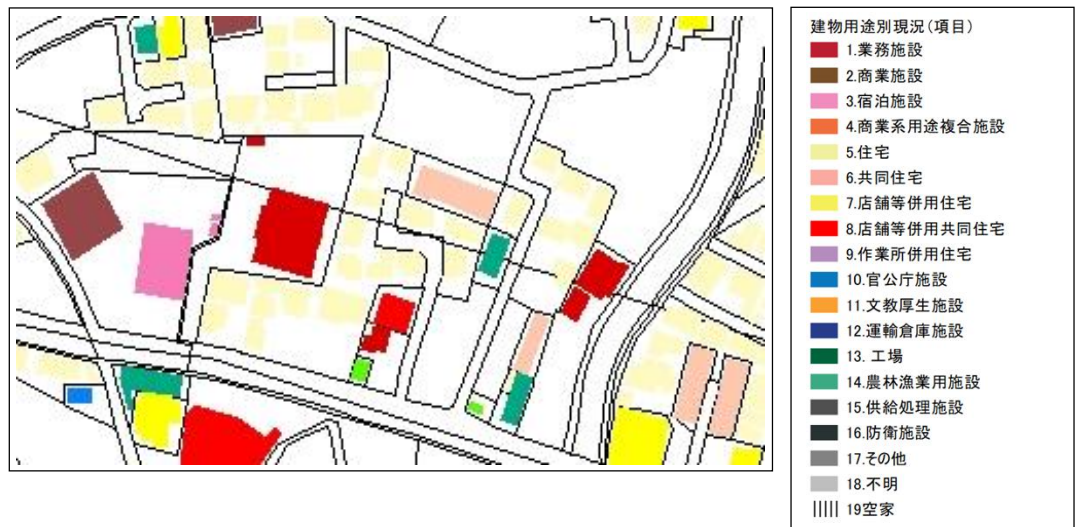 建物用途別現況(項目)
1.業務施設
2.商業施設
3.宿泊施設
4.商業系用途複合施設
5.住宅
6.共同住宅
7.店舗等併用住宅
8.店舗等併用共同住宅
9.作業所併用住宅
10.官公庁施設
11.文教厚生施設
12.運輸倉庫施設
13. 工場
14.農林漁業用施設
15.供給処理施設
16.防衛施設
17.その他
18.不明
19空家